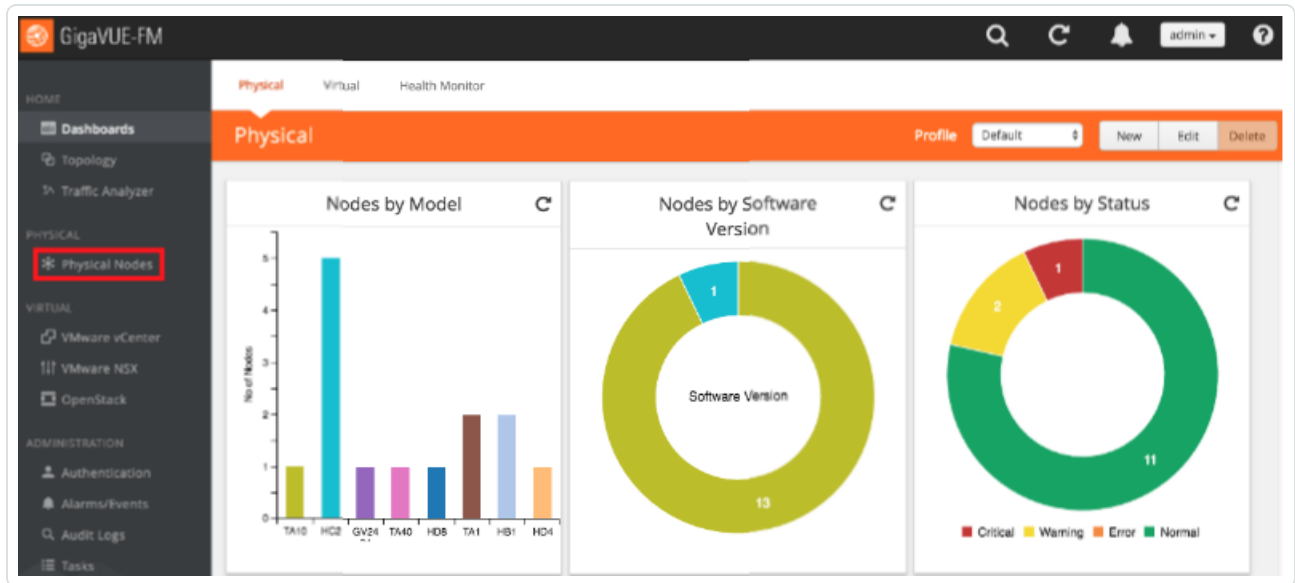 GigaVUE-FM
admin
?
HOME
Dashboards
Topology
Traffic Analyzer
PHYSICAL
Physical Nodes
VIRTUAL
VMware vCenter
VMware NSX
OpenStack
ADMINISTRATION
Authentication
Alarms/Events
Audit Logs
Tasks
Physical Virtual Health Monitor
Physical
Profile Default New Edit Delete
Nodes by Model
No of Nodes
5
4
3
2
1
0
TA10 HC2 GV24 TA40 HD8 TA1 HB1 HD4
Nodes by Software
Version
1
Software Version
13
Nodes by Status
1
2
11
Critical Warning Error Normal